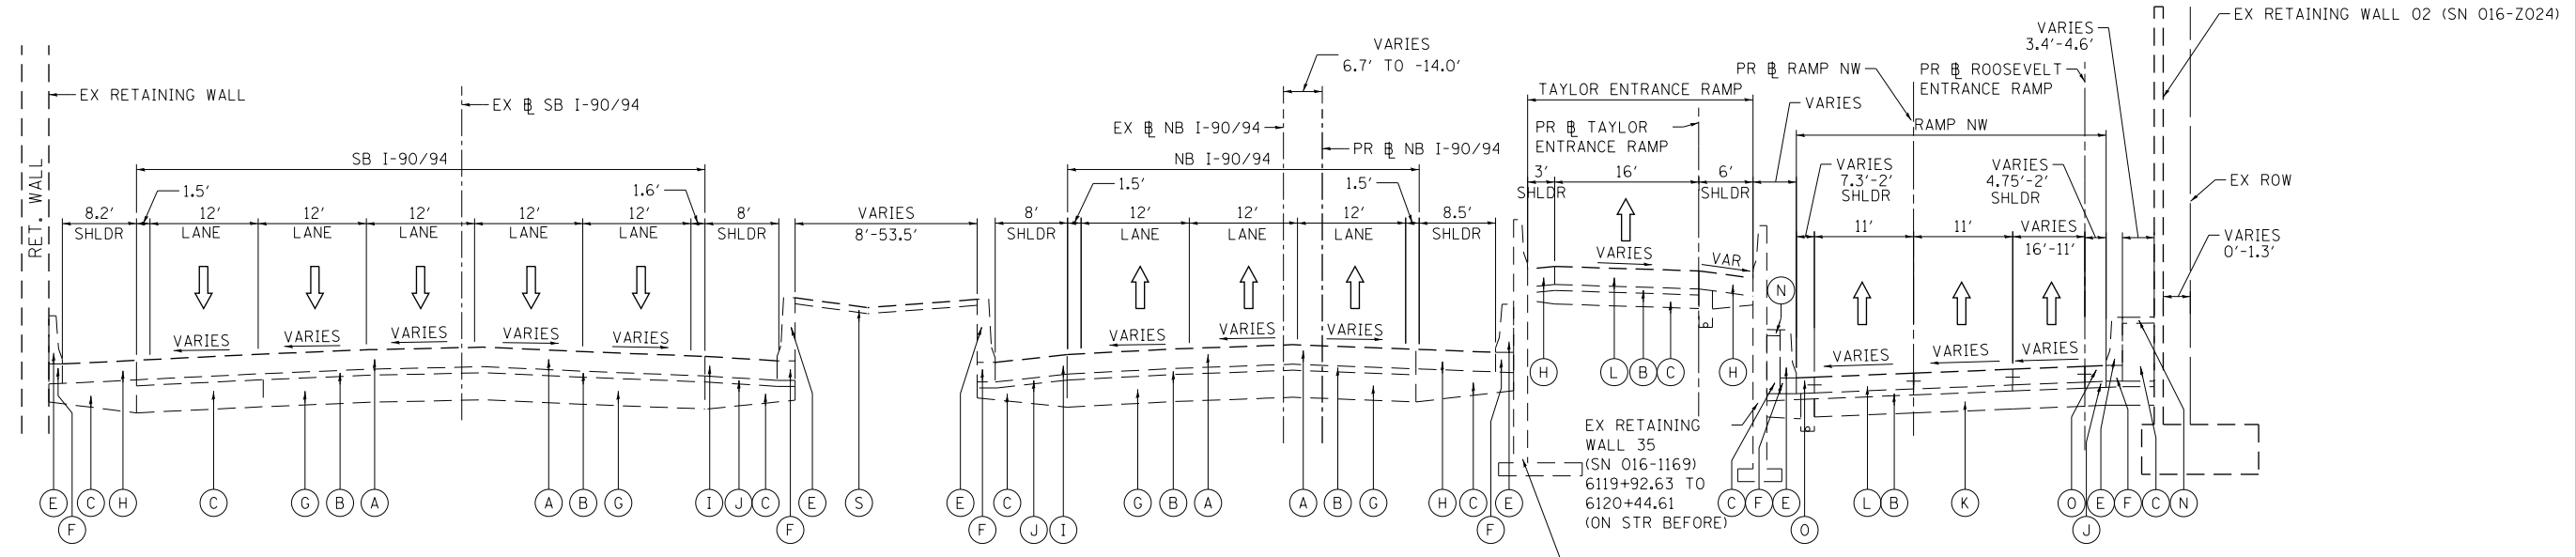 EX RETAINING WALL 02 (SN 016-Z024)
VARIES
3.4'-4.6'
VARIES
6.7' TO -14.0'
PR ⅊ RAMP NW
PR ⅊ ROOSEVELT
ENTRANCE RAMP
EX RETAINING WALL
EX ⅊ SB I-90/94
TAYLOR ENTRANCE RAMP
VARIES
EX ⅊ NB I-90/94
PR ⅊ TAYLOR
ENTRANCE RAMP
RAMP NW
PR ⅊ NB I-90/94
RET. WALL
SB I-90/94
NB I-90/94
3'
SHLDR
16'
6'
SHLDR
VARIES
7.3'-2'
SHLDR
VARIES
4.75'-2'
SHLDR
EX ROW
1.5'
1.6'
1.5'
1.5'
8.2'
SHLDR
12'
LANE
12'
LANE
12'
LANE
12'
LANE
12'
LANE
8'
SHLDR
VARIES
8'-53.5'
8'
SHLDR
12'
LANE
12'
LANE
12'
LANE
8.5'
SHLDR
11'
11'
VARIES
16'-11'
VARIES
0'-1.3'
VARIES
VAR
N
VARIES
VARIES
VARIES
VARIES
VARIES
VARIES
VARIES
VARIES
VARIES
VARIES
VARIES
H
L
B
C
H
EX RETAINING
WALL 35
(SN 016-1169)
6119+92.63 TO
6120+44.61
(ON STR BEFORE)
E
F
C
H
C
G
B
A
A
B
G
I
J
C
F
E
S
E
F
C
J
I
G
B
A
A
B
G
H
C
F
E
C
F
E
O
L
B
K
O
J
E
F
C
N